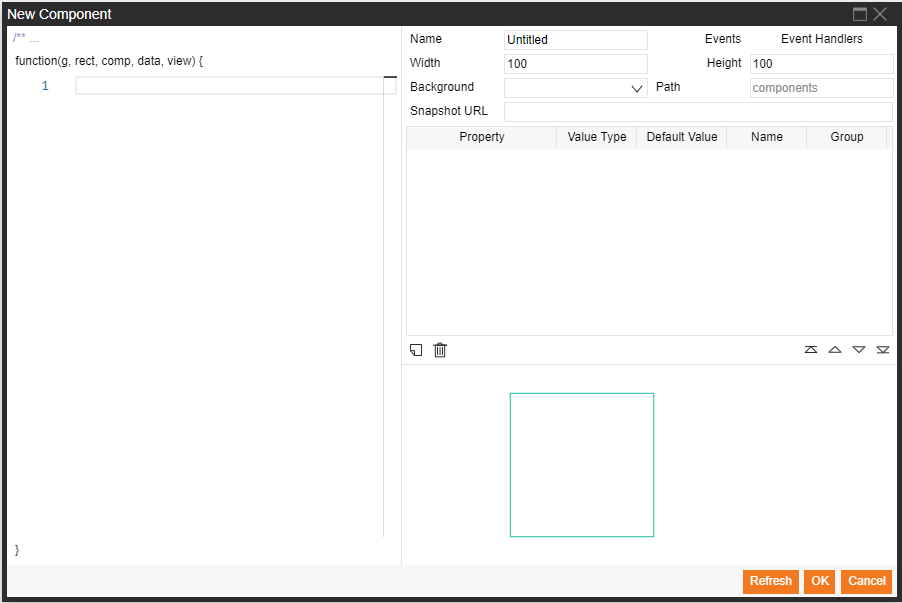 New Component
/** ...
function(g, rect, comp, data, view) {
1
}
Name Untitled Events Event Handlers
Width 100 Height 100
Background Path components
Snapshot URL
Property Value Type Default Value Name Group
Refresh OK Cancel